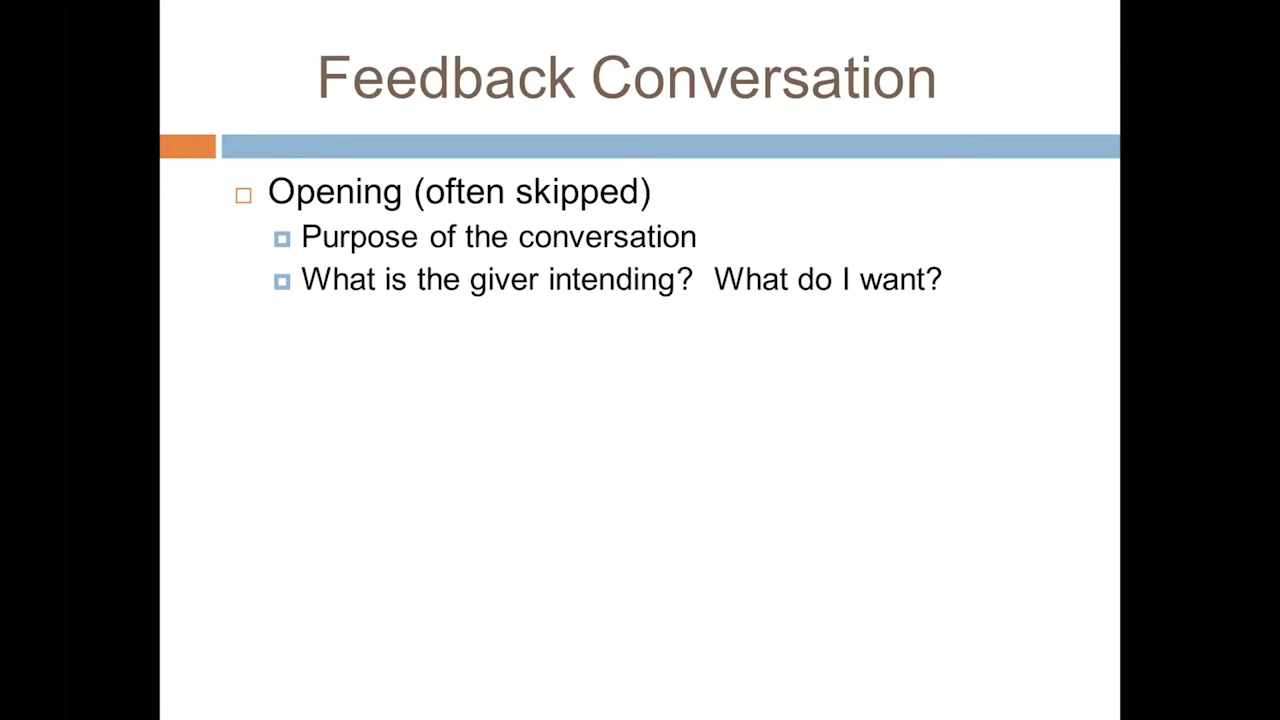 Feedback Conversation
Opening (often skipped)
Purpose of the conversation
What is the giver intending?  What do I want?